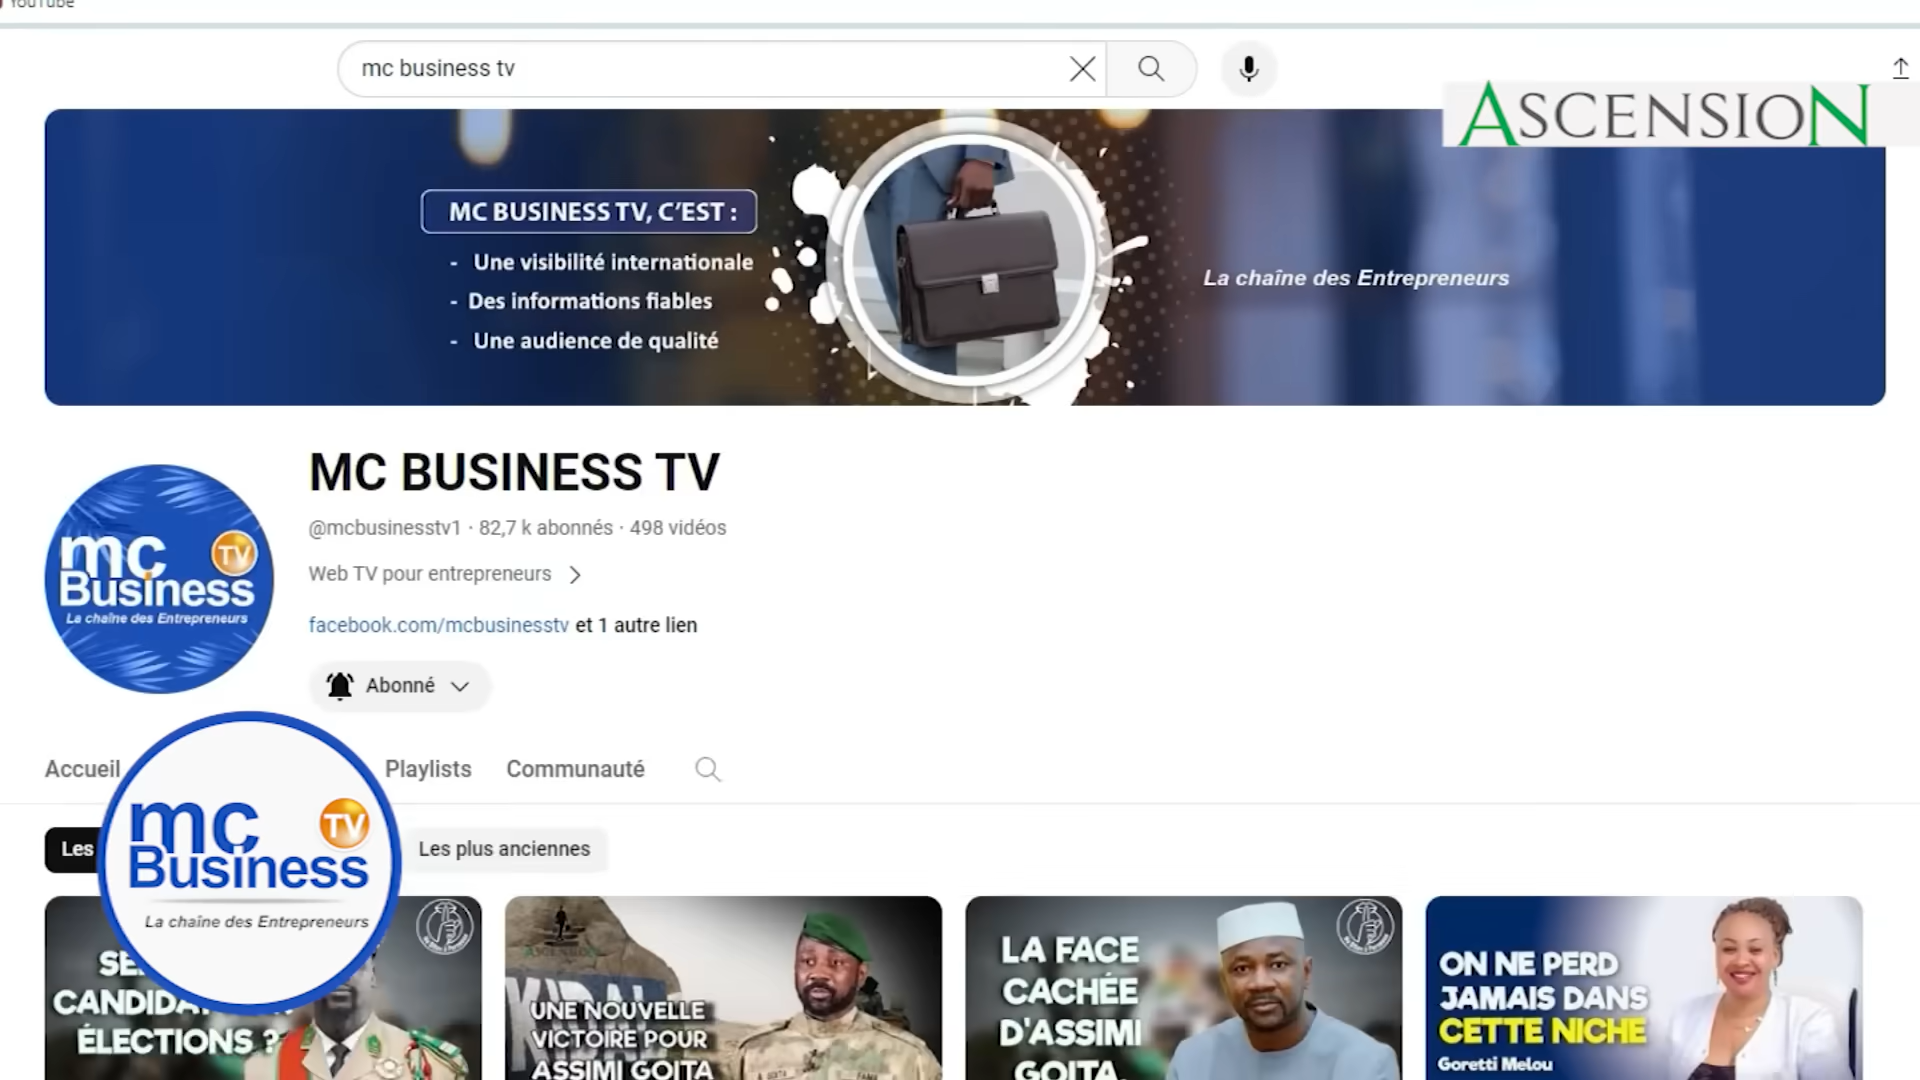 YouTube
mc business tv
ASCENSION
MC BUSINESS TV, C'EST :
- Une visibilité internationale
- Des informations fiables
- Une audience de qualité
La chaîne des Entrepreneurs
MC BUSINESS TV
@mcbusinesstv1 · 82,7 k abonnés · 498 vidéos
Web TV pour entrepreneurs
facebook.com/mcbusinesstv et 1 autre lien
Abonné
mc TV
Business
La chaîne des Entrepreneurs
Accueil
Playlists
Communauté
mc TV
Business
La chaîne des Entrepreneurs
Les
Les plus anciennes
ÉLECTIONS ?
ASCENSION
KIDAL
UNE NOUVELLE
VICTOIRE POUR
ASSIMI GOITA
LA FACE
CACHÉE
D'ASSIMI
GOITA.
ON NE PERD
JAMAIS DANS
CETTE NICHE
Goretti Melou